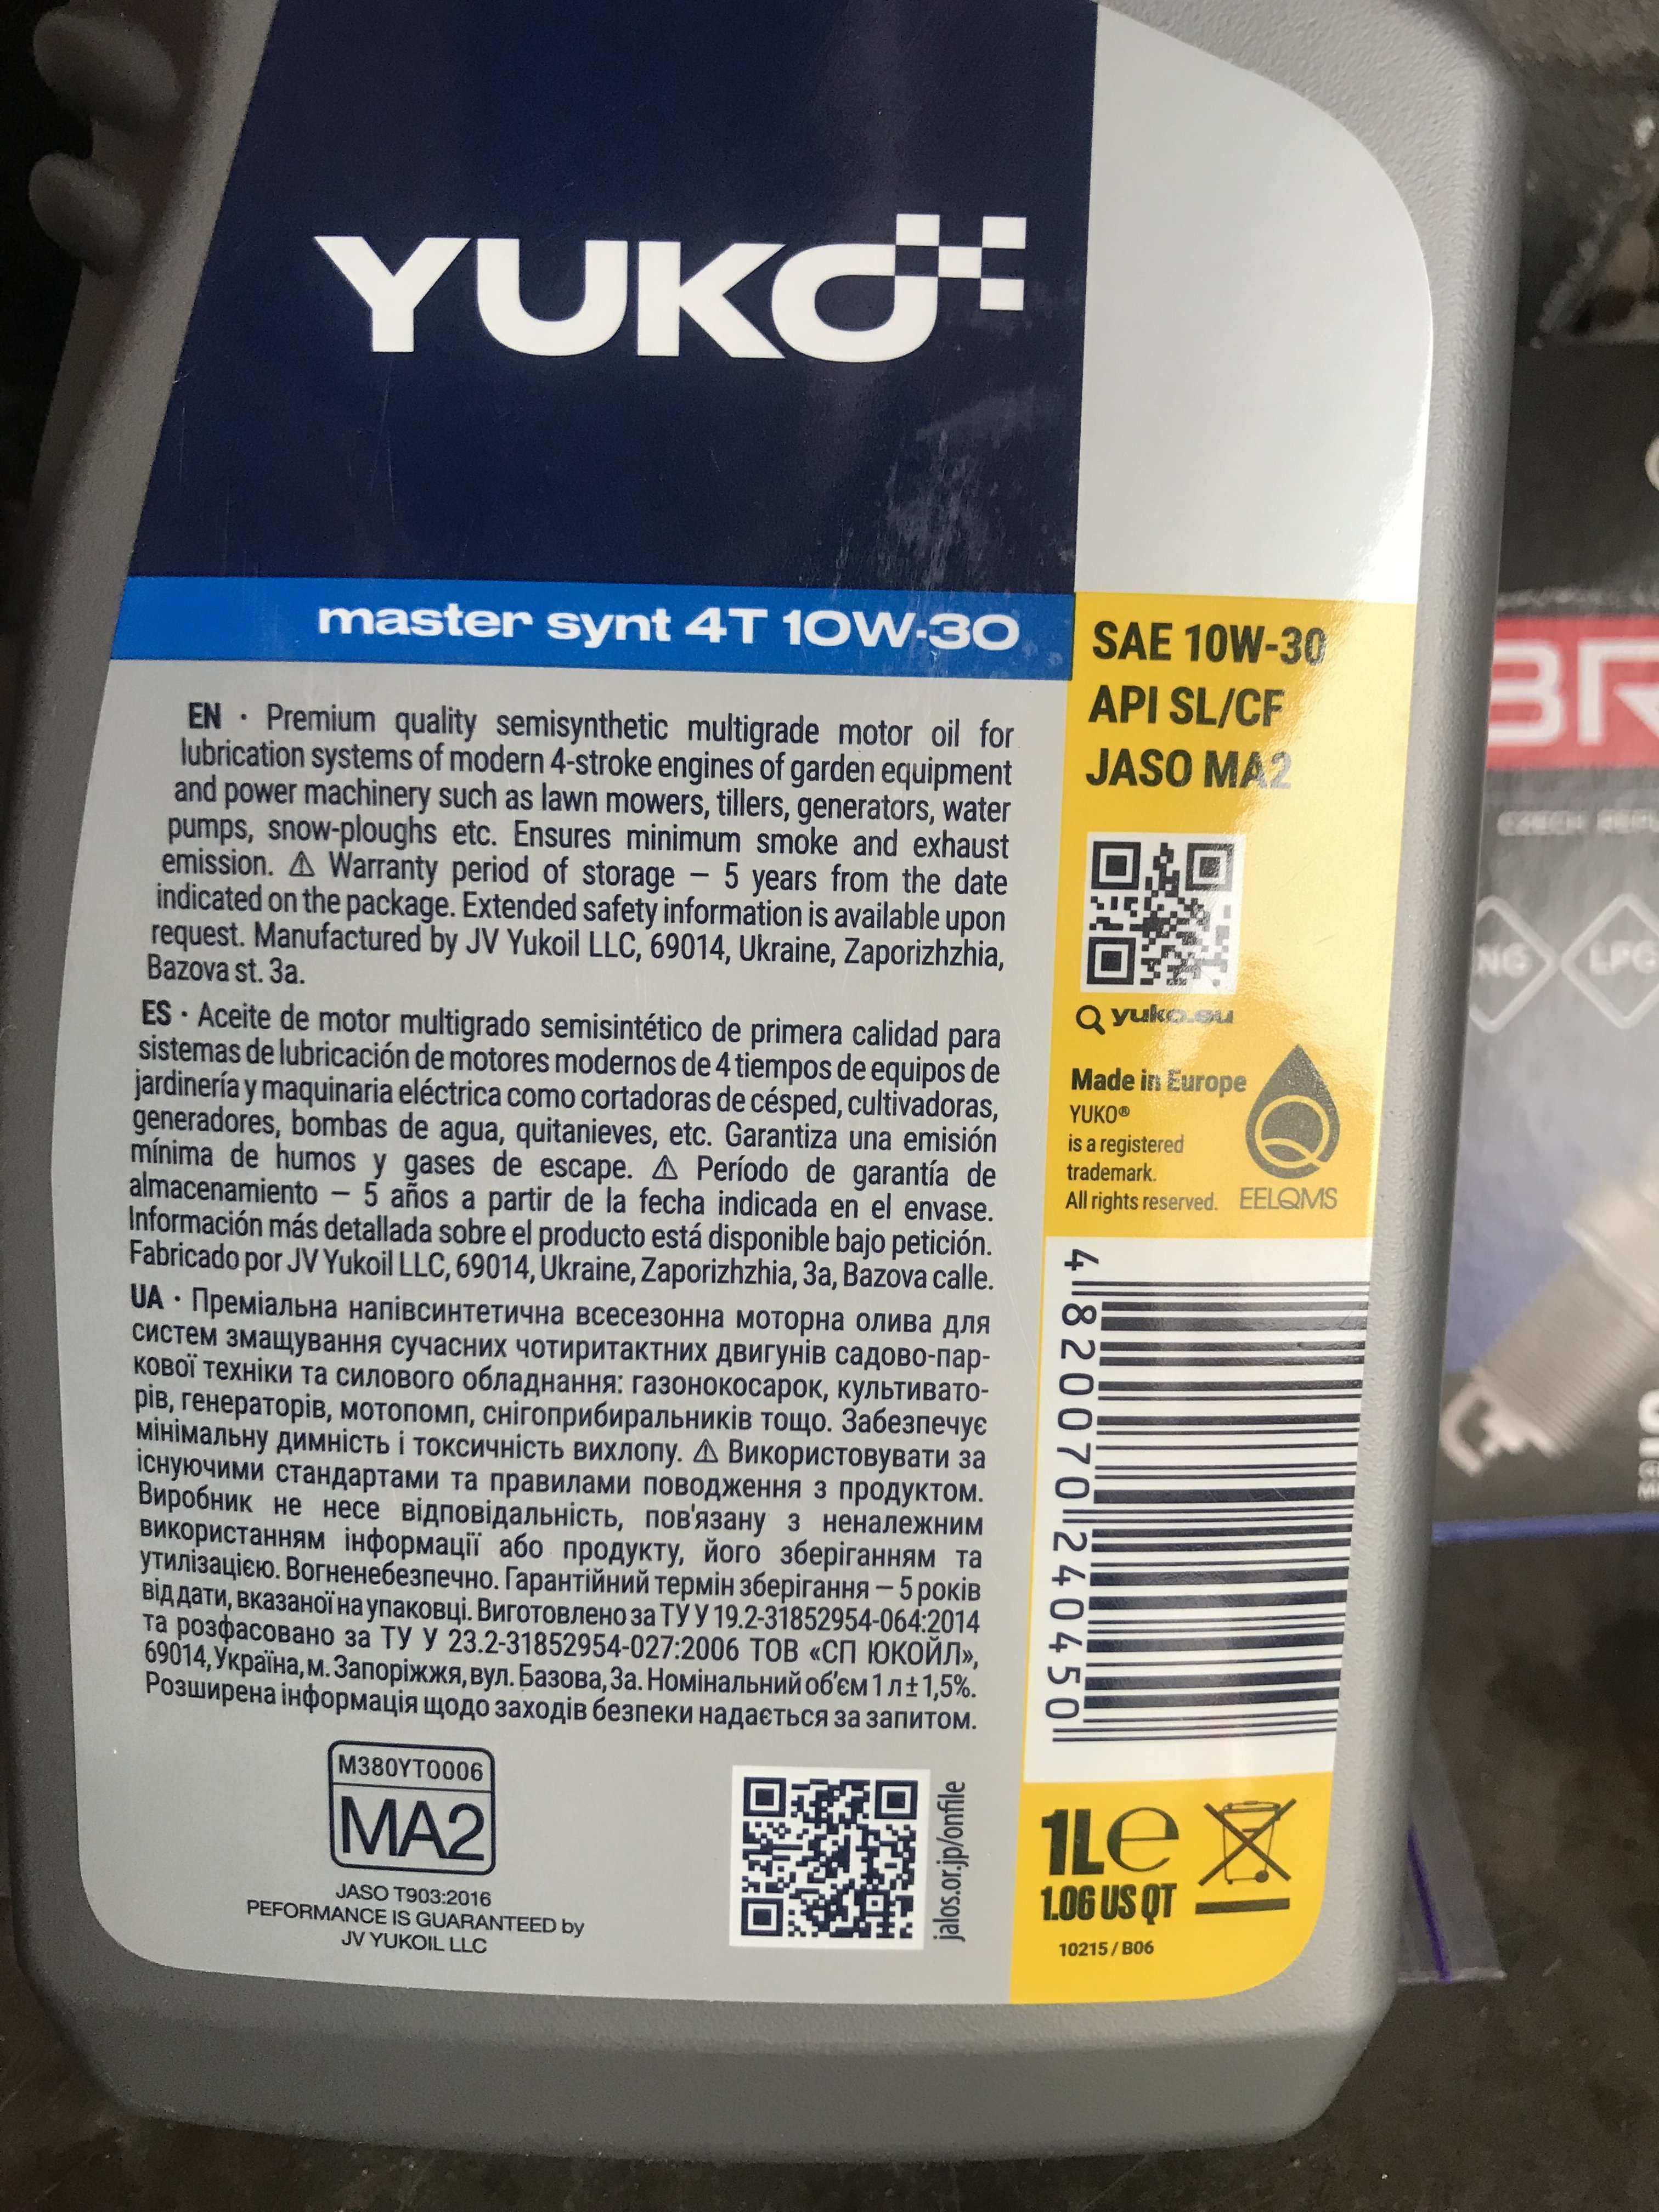 YUKO
master synt 4T 10W-30
EN · Premium quality semisynthetic multigrade motor oil for
lubrication systems of modern 4-stroke engines of garden equipment
and power machinery such as lawn mowers, tillers, generators, water
pumps, snow-ploughs etc. Ensures minimum smoke and exhaust
emission. ⚠ Warranty period of storage – 5 years from the date
indicated on the package. Extended safety information is available upon
request. Manufactured by JV Yukoil LLC, 69014, Ukraine, Zaporizhzhia,
Bazova st. 3a.
ES · Aceite de motor multigrado semisintético de primera calidad para
sistemas de lubricación de motores modernos de 4 tiempos de equipos de
jardinería y maquinaria eléctrica como cortadoras de césped, cultivadoras,
generadores, bombas de agua, quitanieves, etc. Garantiza una emisión
mínima de humos y gases de escape. ⚠ Período de garantía de
almacenamiento – 5 años a partir de la fecha indicada en el envase.
Información más detallada sobre el producto está disponible bajo petición.
Fabricado por JV Yukoil LLC, 69014, Ukraine, Zaporizhzhia, 3a, Bazova calle.
UA · Преміальна напівсинтетична всесезонна моторна олива для
систем змащування сучасних чотиритактних двигунів садово-пар-
кової техніки та силового обладнання: газонокосарок, культивато-
рів, генераторів, мотопомп, снігоприбиральників тощо. Забезпечує
мінімальну димність і токсичність вихлопу. ⚠ Використовувати за
існуючими стандартами та правилами поводження з продуктом.
Виробник не несе відповідальність, пов'язану з неналежним
використанням інформації або продукту, його зберіганням та
утилізацією. Вогненебезпечно. Гарантійний термін зберігання – 5 років
від дати, вказаної на упаковці. Виготовлено за ТУ У 19.2-31852954-064:2014
та розфасовано за ТУ У 23.2-31852954-027:2006 ТОВ «СП ЮКОЙЛ»,
69014, Україна, м. Запоріжжя, вул. Базова, 3а. Номінальний об'єм 1 л ± 1,5%.
Розширена інформація щодо заходів безпеки надається за запитом.
M380YT0006
MA2
JASO T903:2016
PEFORMANCE IS GUARANTEED by
JV YUKOIL LLC
jalos.or.jp/onfile
SAE 10W-30
API SL/CF
JASO MA2
yuko.eu
Made in Europe
YUKO®
is a registered
trademark.
All rights reserved.
EELQMS
4 820070 240450
1L e
1.06 US QT
10215 / B06
BR
CZECH
NG
LPG